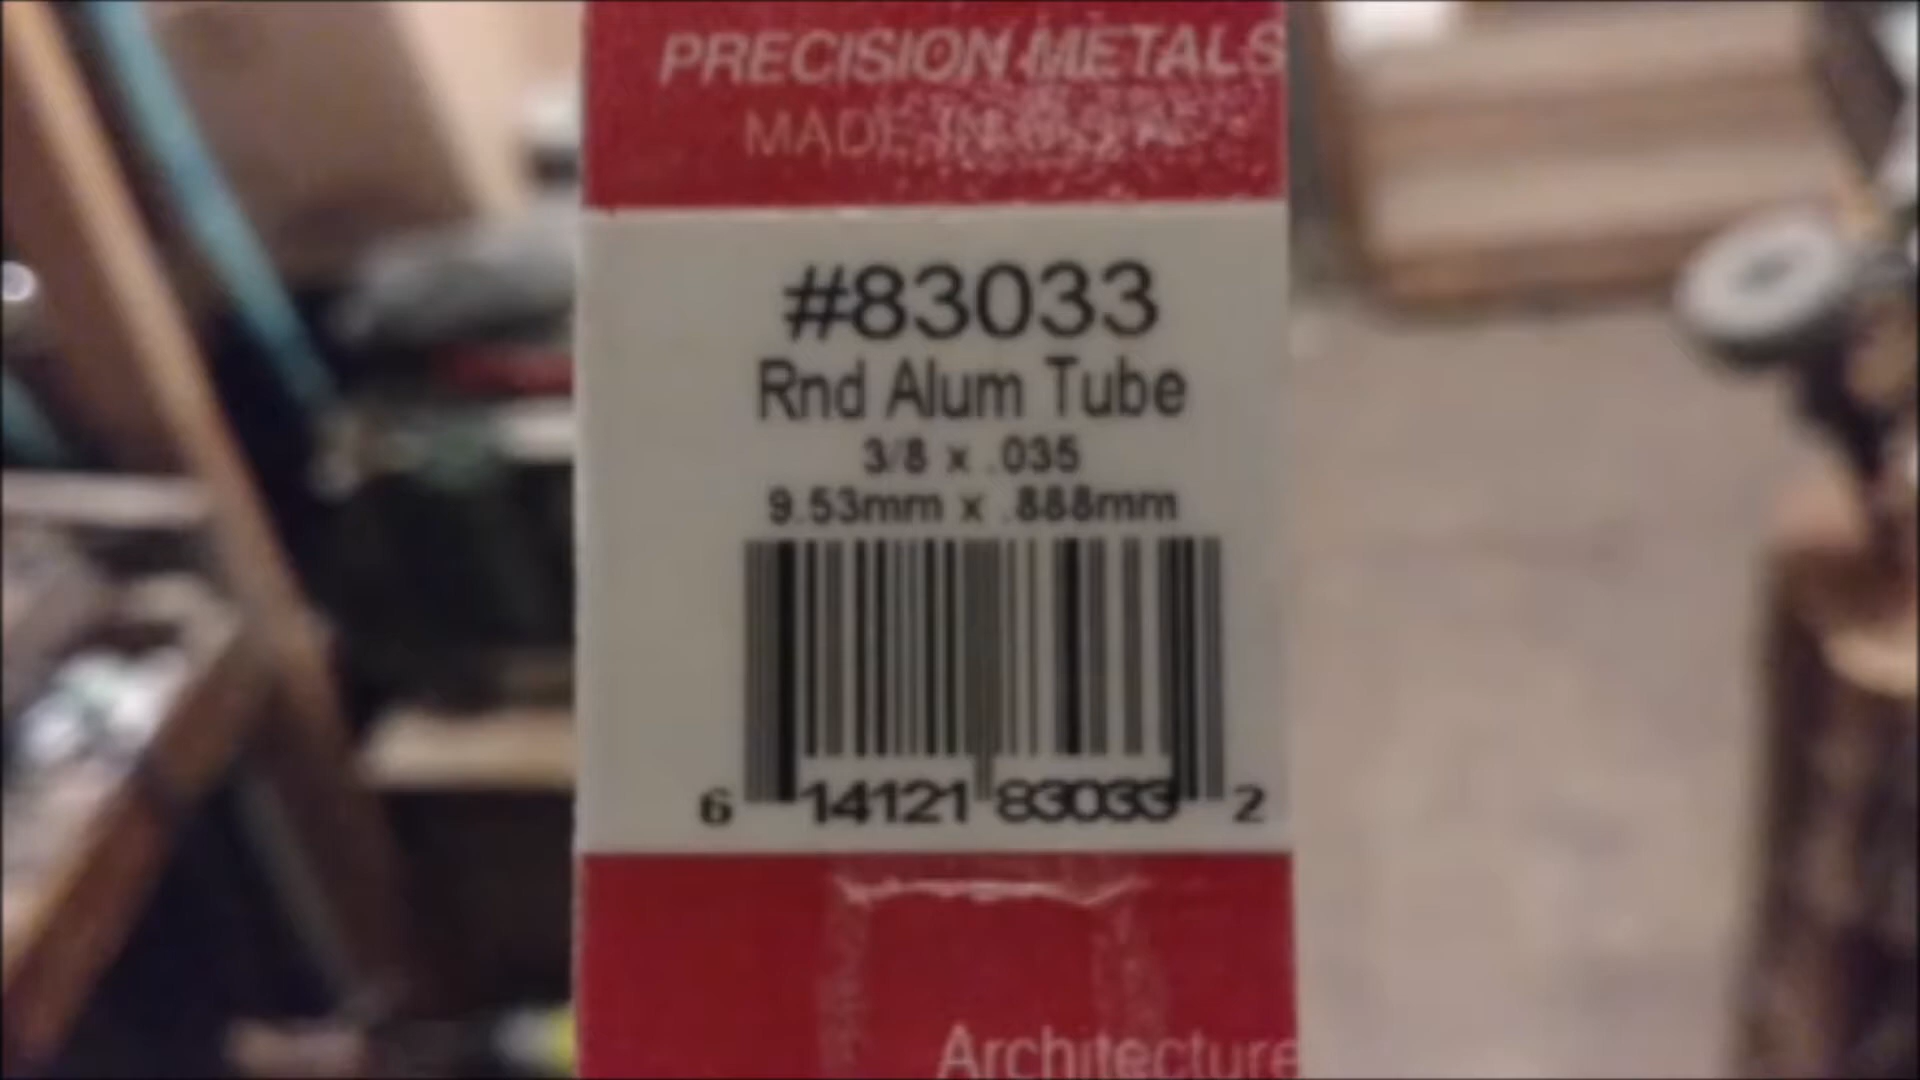 PRECISION METALS
MADE IN U.S.A.
#83033
Rnd Alum Tube
3/8 x .035
9.53mm x .888mm
6 14121 83033 2
Architecture